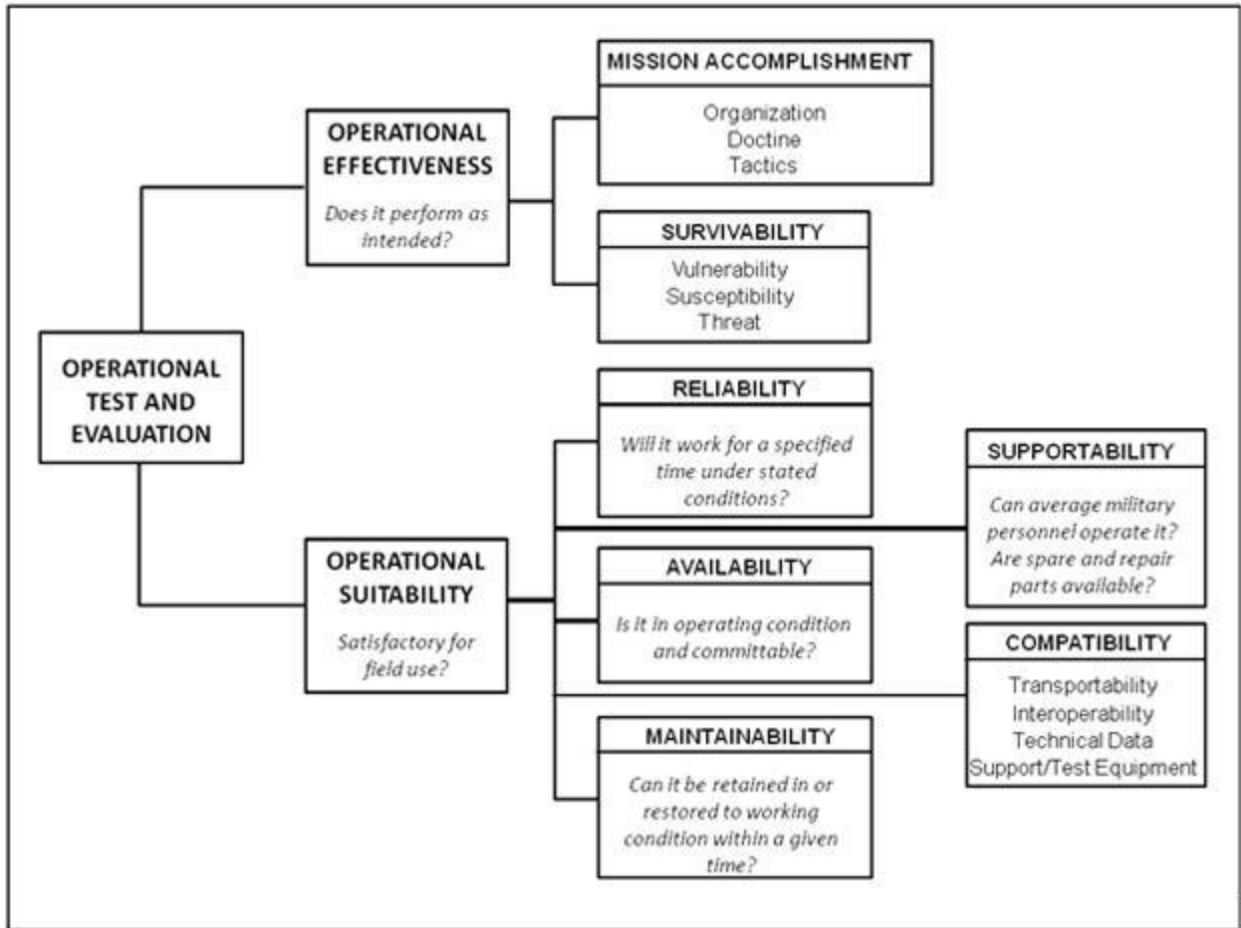 MISSION ACCOMPLISHMENT
Organization
Doctine
Tactics
OPERATIONAL
EFFECTIVENESS
Does it perform as
intended?
SURVIVABILITY
Vulnerability
Susceptibility
Threat
OPERATIONAL
TEST AND
EVALUATION
RELIABILITY
Will it work for a specified
time under stated
conditions?
SUPPORTABILITY
Can average military
personnel operate it?
Are spare and repair
parts available?
OPERATIONAL
SUITABILITY
Satisfactory for
field use?
AVAILABILITY
Is it in operating condition
and committable?
COMPATIBILITY
Transportability
Interoperability
Technical Data
Support/Test Equipment
MAINTAINABILITY
Can it be retained in or
restored to working
condition within a given
time?